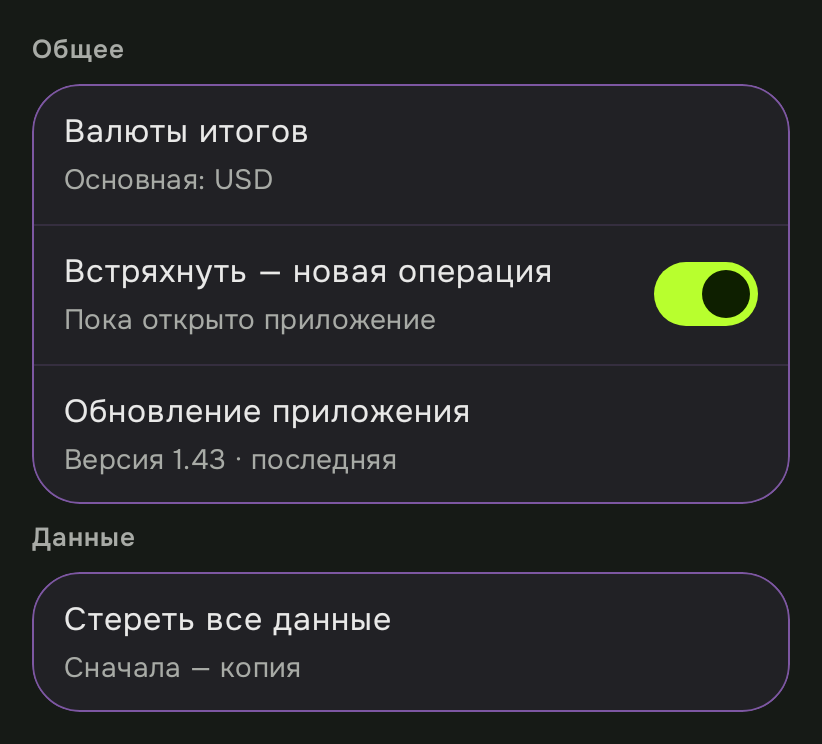 Общее
Валюты итогов
Основная: USD
Встряхнуть — новая операция
Пока открыто приложение
Обновление приложения
Версия 1.43 · последняя
Данные
Стереть все данные
Сначала — копия